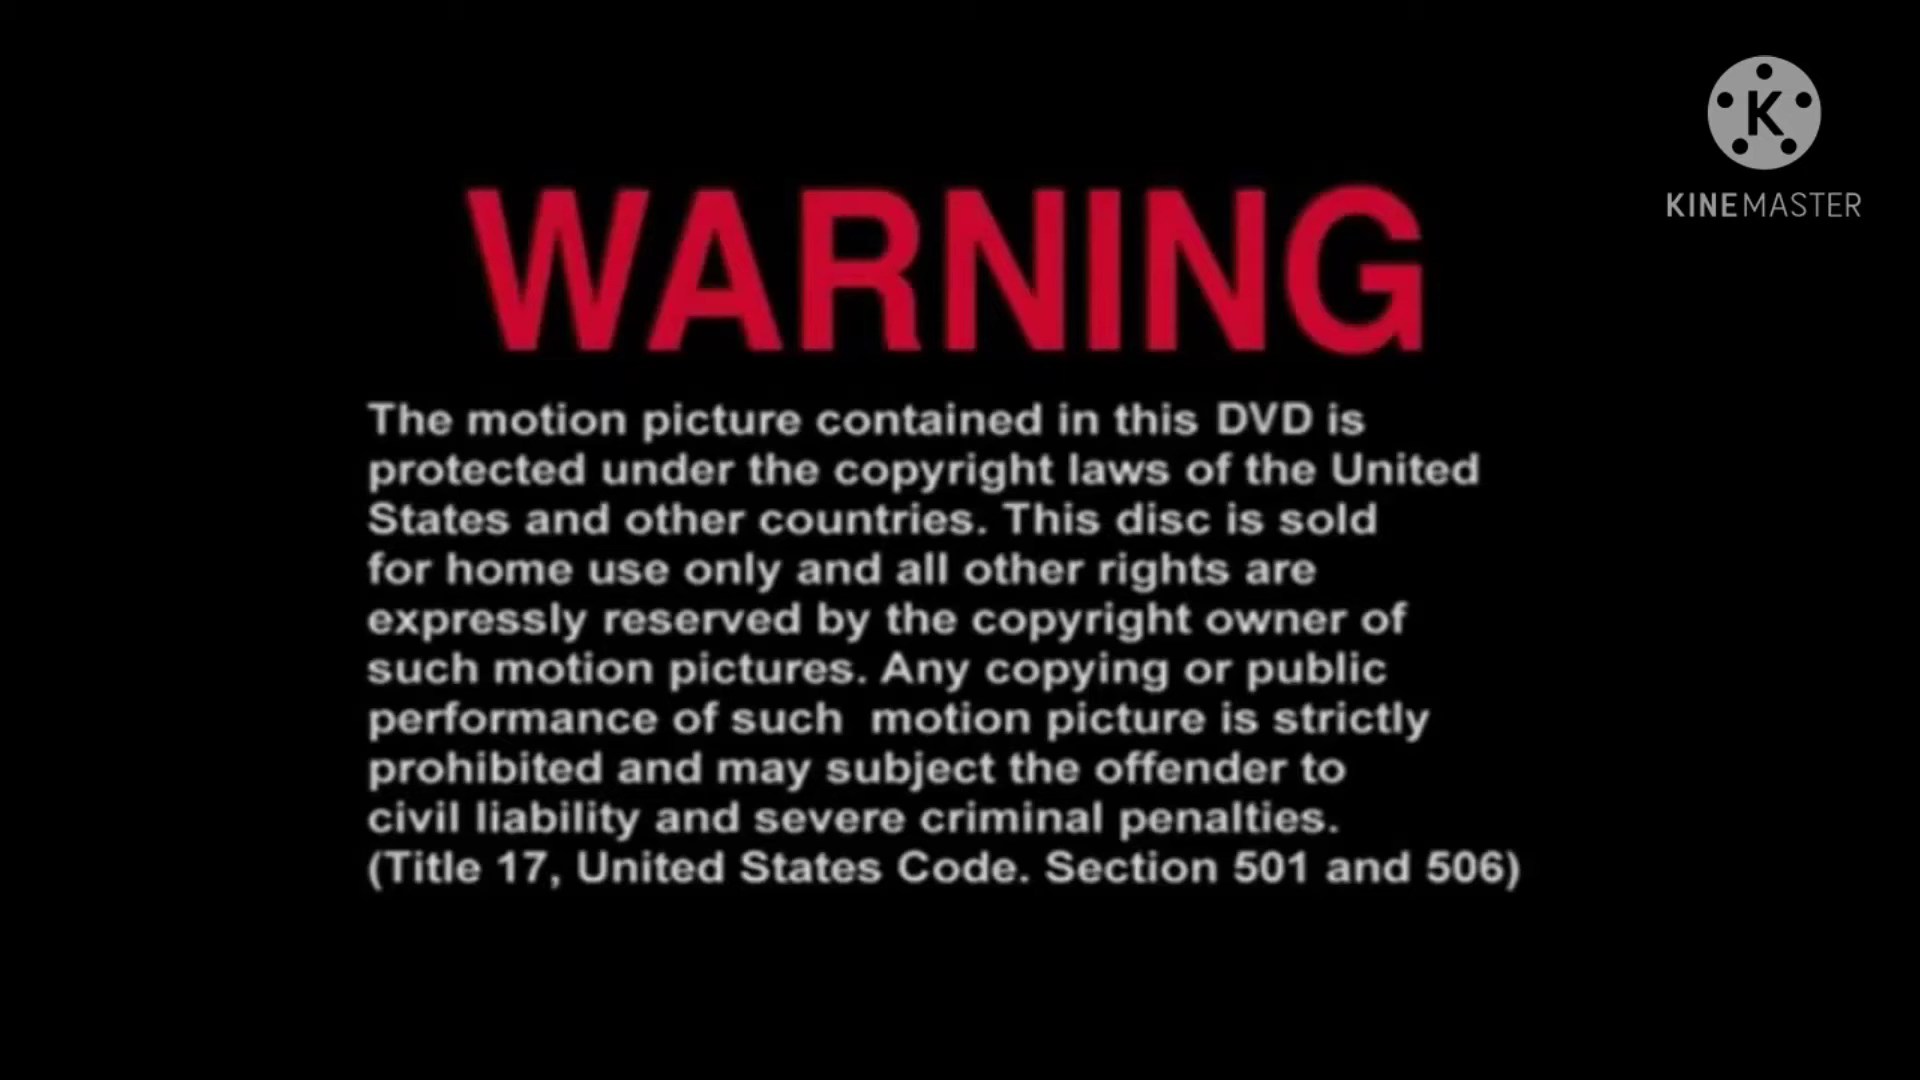 K
KINEMASTER
WARNING
The motion picture contained in this DVD is
protected under the copyright laws of the United
States and other countries. This disc is sold
for home use only and all other rights are
expressly reserved by the copyright owner of
such motion pictures. Any copying or public
performance of such  motion picture is strictly
prohibited and may subject the offender to
civil liability and severe criminal penalties.
(Title 17, United States Code. Section 501 and 506)